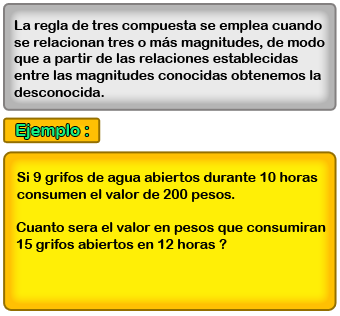 La regla de tres compuesta se emplea cuando
se relacionan tres o más magnitudes, de modo
que a partir de las relaciones establecidas
entre las magnitudes conocidas obtenemos la
desconocida.
Ejemplo :
Si 9 grifos de agua abiertos durante 10 horas
consumen el valor de 200 pesos.
Cuanto sera el valor en pesos que consumiran
15 grifos abiertos en 12 horas ?